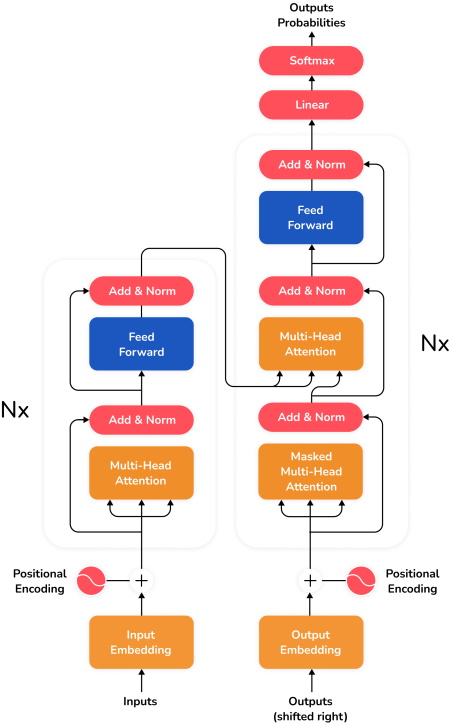 Outputs
Probabilities
Softmax
Linear
Add & Norm
Feed
Forward
Add & Norm
Multi-Head
Attention
Add & Norm
Masked
Multi-Head
Attention
Nx
Add & Norm
Feed
Forward
Add & Norm
Multi-Head
Attention
Nx
Positional
Encoding
Positional
Encoding
Input
Embedding
Output
Embedding
Inputs
Outputs
(shifted right)